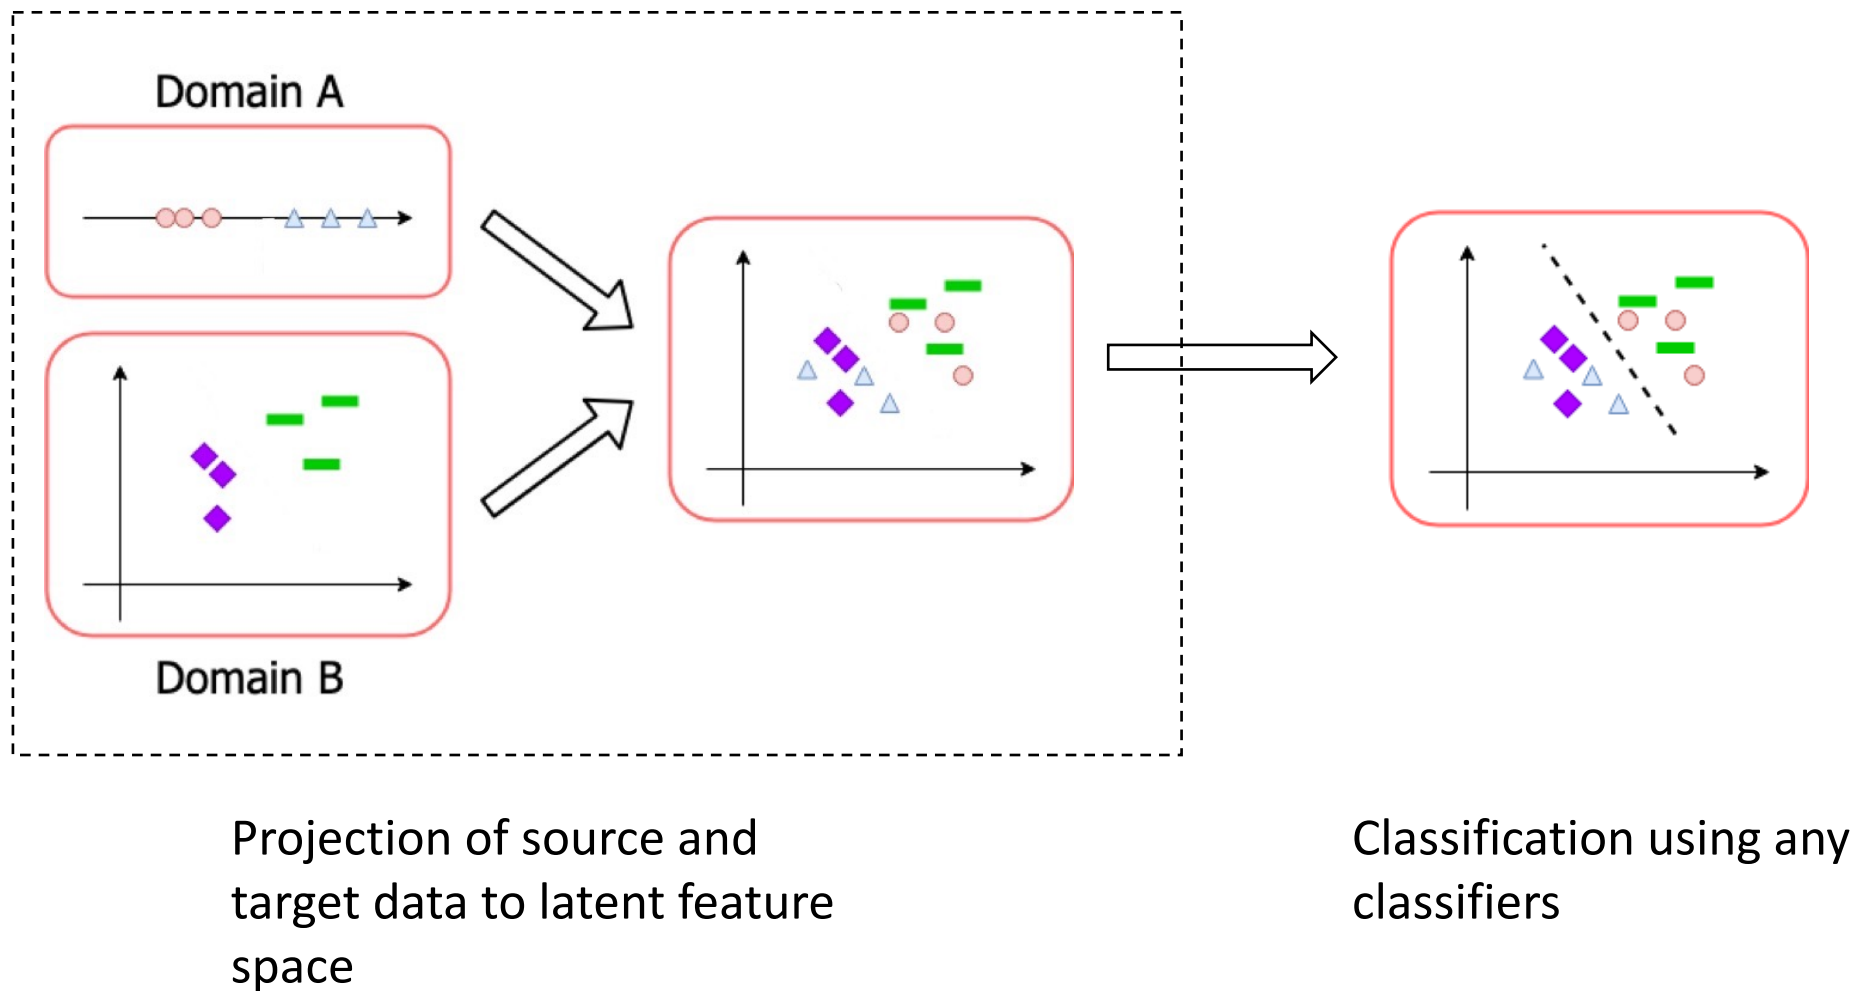 Domain A
Domain B
Projection of source and
target data to latent feature
space
Classification using any
classifiers